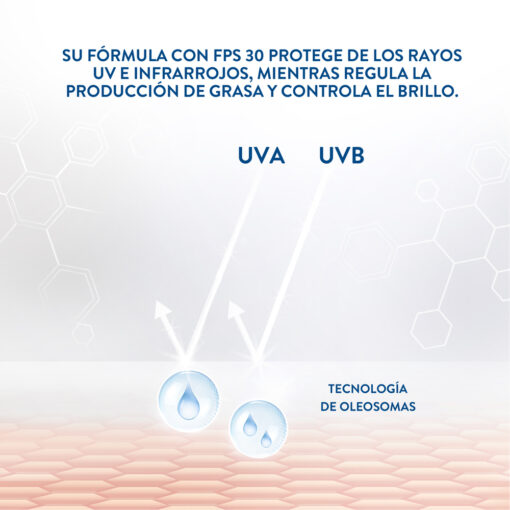 SU FÓRMULA CON FPS 30 PROTEGE DE LOS RAYOS
UV E INFRARROJOS, MIENTRAS REGULA LA
PRODUCCIÓN DE GRASA Y CONTROLA EL BRILLO.
UVA UVB
TECNOLOGÍA
DE OLEOSOMAS